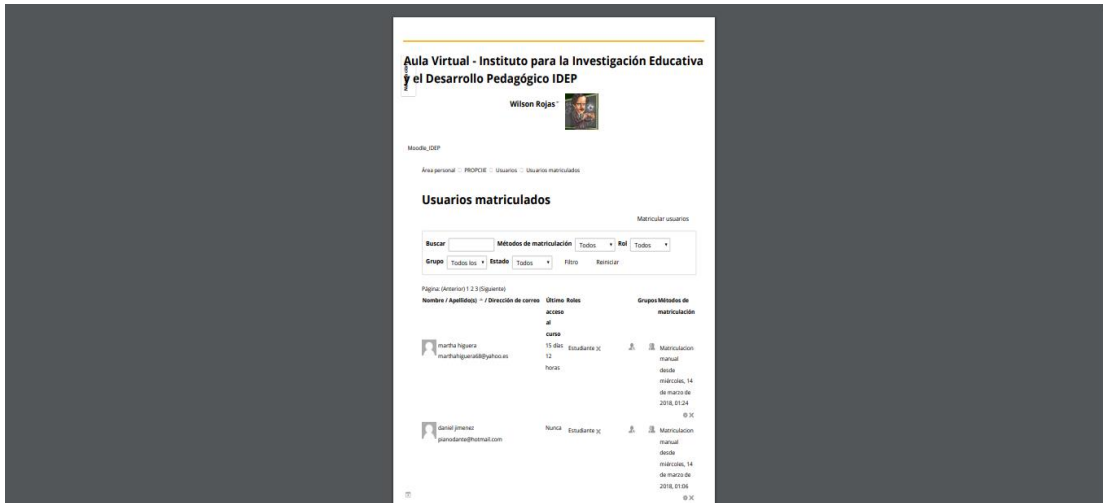 Aula Virtual - Instituto para la Investigación Educativa
y el Desarrollo Pedagógico IDEP
Wilson Rojas
Moodle_IDEP
Área personal :: PROPCIE :: Usuarios :: Usuarios matriculados
Usuarios matriculados
Matricular usuarios
Buscar Métodos de matriculación Todos Rol Todos
Grupo Todos los Estado Todos Filtro Reiniciar
Página: (Anterior) 1 2 3 (Siguiente)
Nombre / Apellido(s) / Dirección de correo Último Roles Grupos Métodos de
acceso matriculación
al
curso
martha higuera 15 días Estudiante Matriculacion
marthahiguera68@yahoo.es 12 manual
horas desde
miércoles, 14
de marzo de
2018, 01:24
daniel jimenez Nunca Estudiante Matriculacion
pianodante@hotmail.com manual
desde
miércoles, 14
de marzo de
2018, 01:06